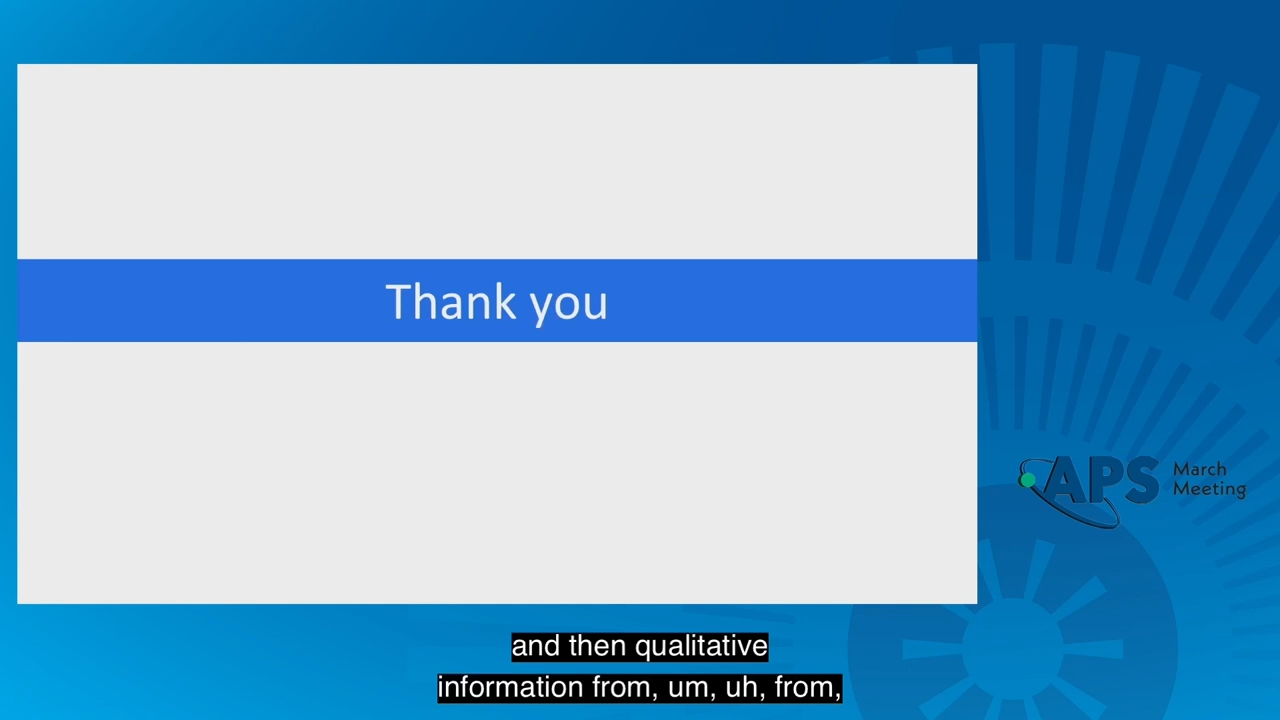 Thank you
APS March
Meeting
and then qualitative
information from, um, uh, from,